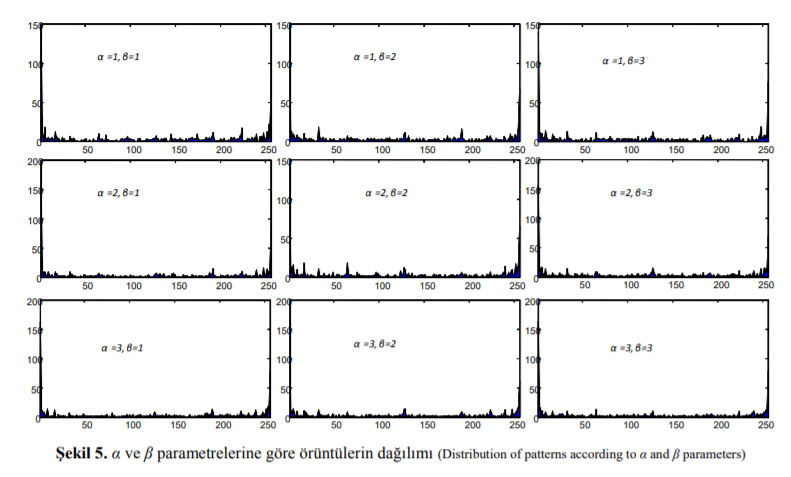 150 150 150
α =1, β=1 α =1, β=2 α =1, β=3
100 100 100
50 50 50
0 0 0
50 100 150 200 250 50 100 150 200 250 50 100 150 200 250
200 150 200
α =2, β=1 α =2, β=2 α =2, β=3
150 100 150
100 50 100
50 50
0 0 0
50 100 150 200 250 50 100 150 200 250 50 100 150 200 250
200 200 200
150 150 150
α =3, β=1 α =3, β=2 α =3, β=3
100 100 100
50 50 50
0 0 0
50 100 150 200 250 50 100 150 200 250 50 100 150 200 250
Şekil 5. α ve β parametrelerine göre örüntülerin dağılımı (Distribution of patterns according to α and β parameters)